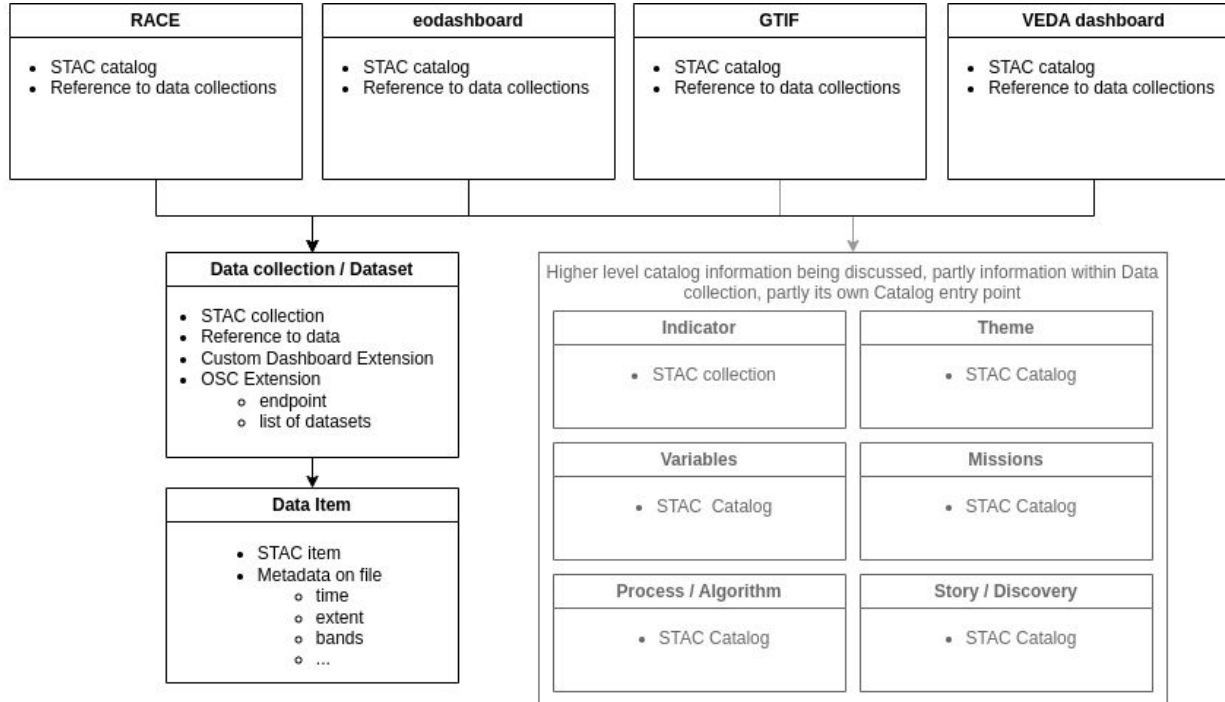 RACE
STAC catalog
Reference to data collections
eodashboard
STAC catalog
Reference to data collections
GTIF
STAC catalog
Reference to data collections
VEDA dashboard
STAC catalog
Reference to data collections
Data collection / Dataset
STAC collection
Reference to data
Custom Dashboard Extension
OSC Extension
endpoint
list of datasets
Data Item
STAC item
Metadata on file
time
extent
bands
...
Higher level catalog information being discussed, partly information within Data
collection, partly its own Catalog entry point
Indicator
STAC collection
Theme
STAC Catalog
Variables
STAC Catalog
Missions
STAC Catalog
Process / Algorithm
STAC Catalog
Story / Discovery
STAC Catalog